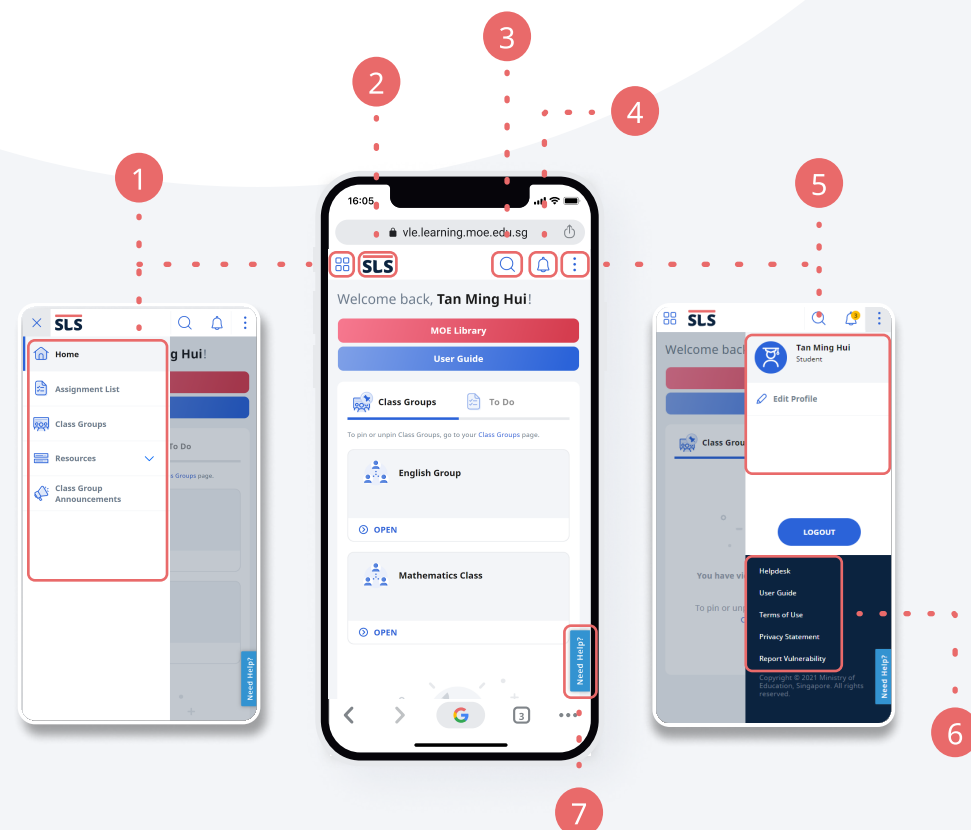 3
2
4
1
5
16:05
vle.learning.moe.edu.sg
SLS
Welcome back, Tan Ming Hui!
MOE Library
User Guide
Class Groups
To Do
To pin or unpin Class Groups, go to your Class Groups page.
English Group
OPEN
Mathematics Class
OPEN
Need Help?
3
SLS
g Hui!
Home
Assignment List
Class Groups
Resources
Class Group
Announcements
To Do
s Groups page.
Need Help?
SLS
3
Welcome bac
Tan Ming Hui
Student
Edit Profile
Class Grou
LOGOUT
You have vi
To pin or unp
Helpdesk
User Guide
Terms of Use
Privacy Statement
Report Vulnerability
Copyright © 2021 Ministry of
Education, Singapore. All rights
reserved.
Need Help?
6
7